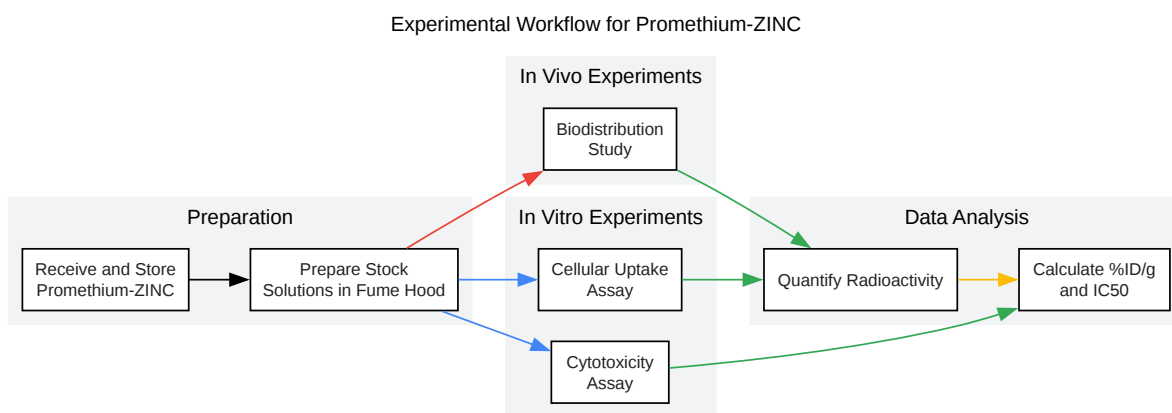 Experimental Workflow for Promethium-ZINC
In Vivo Experiments
Biodistribution
Study
Preparation
Receive and Store
Promethium-ZINC
Prepare Stock
Solutions in Fume Hood
In Vitro Experiments
Cellular Uptake
Assay
Cytotoxicity
Assay
Data Analysis
Quantify Radioactivity
Calculate %ID/g
and IC50